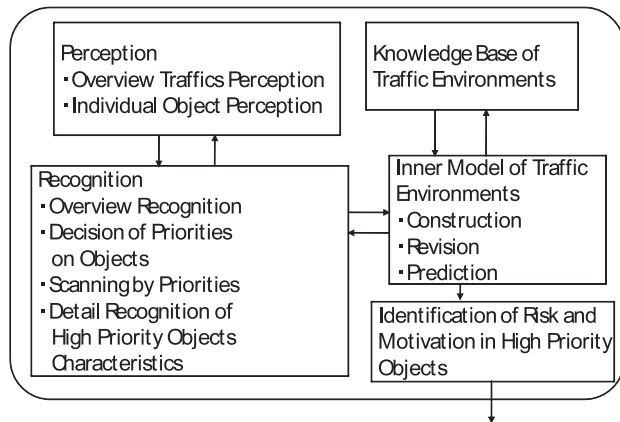 Perception
・Overview Traffics Perception
・Individual Object Perception
Knowledge Base of
Traffic Environments
Recognition
・Overview Recognition
・Decision of Priorities
on Objects
・Scanning by Priorities
・Detail Recognition of
High Priority Objects
Characteristics
Inner Model of Traffic
Environments
・Construction
・Revision
・Prediction
Identification of Risk and
Motivation in High Priority
Objects